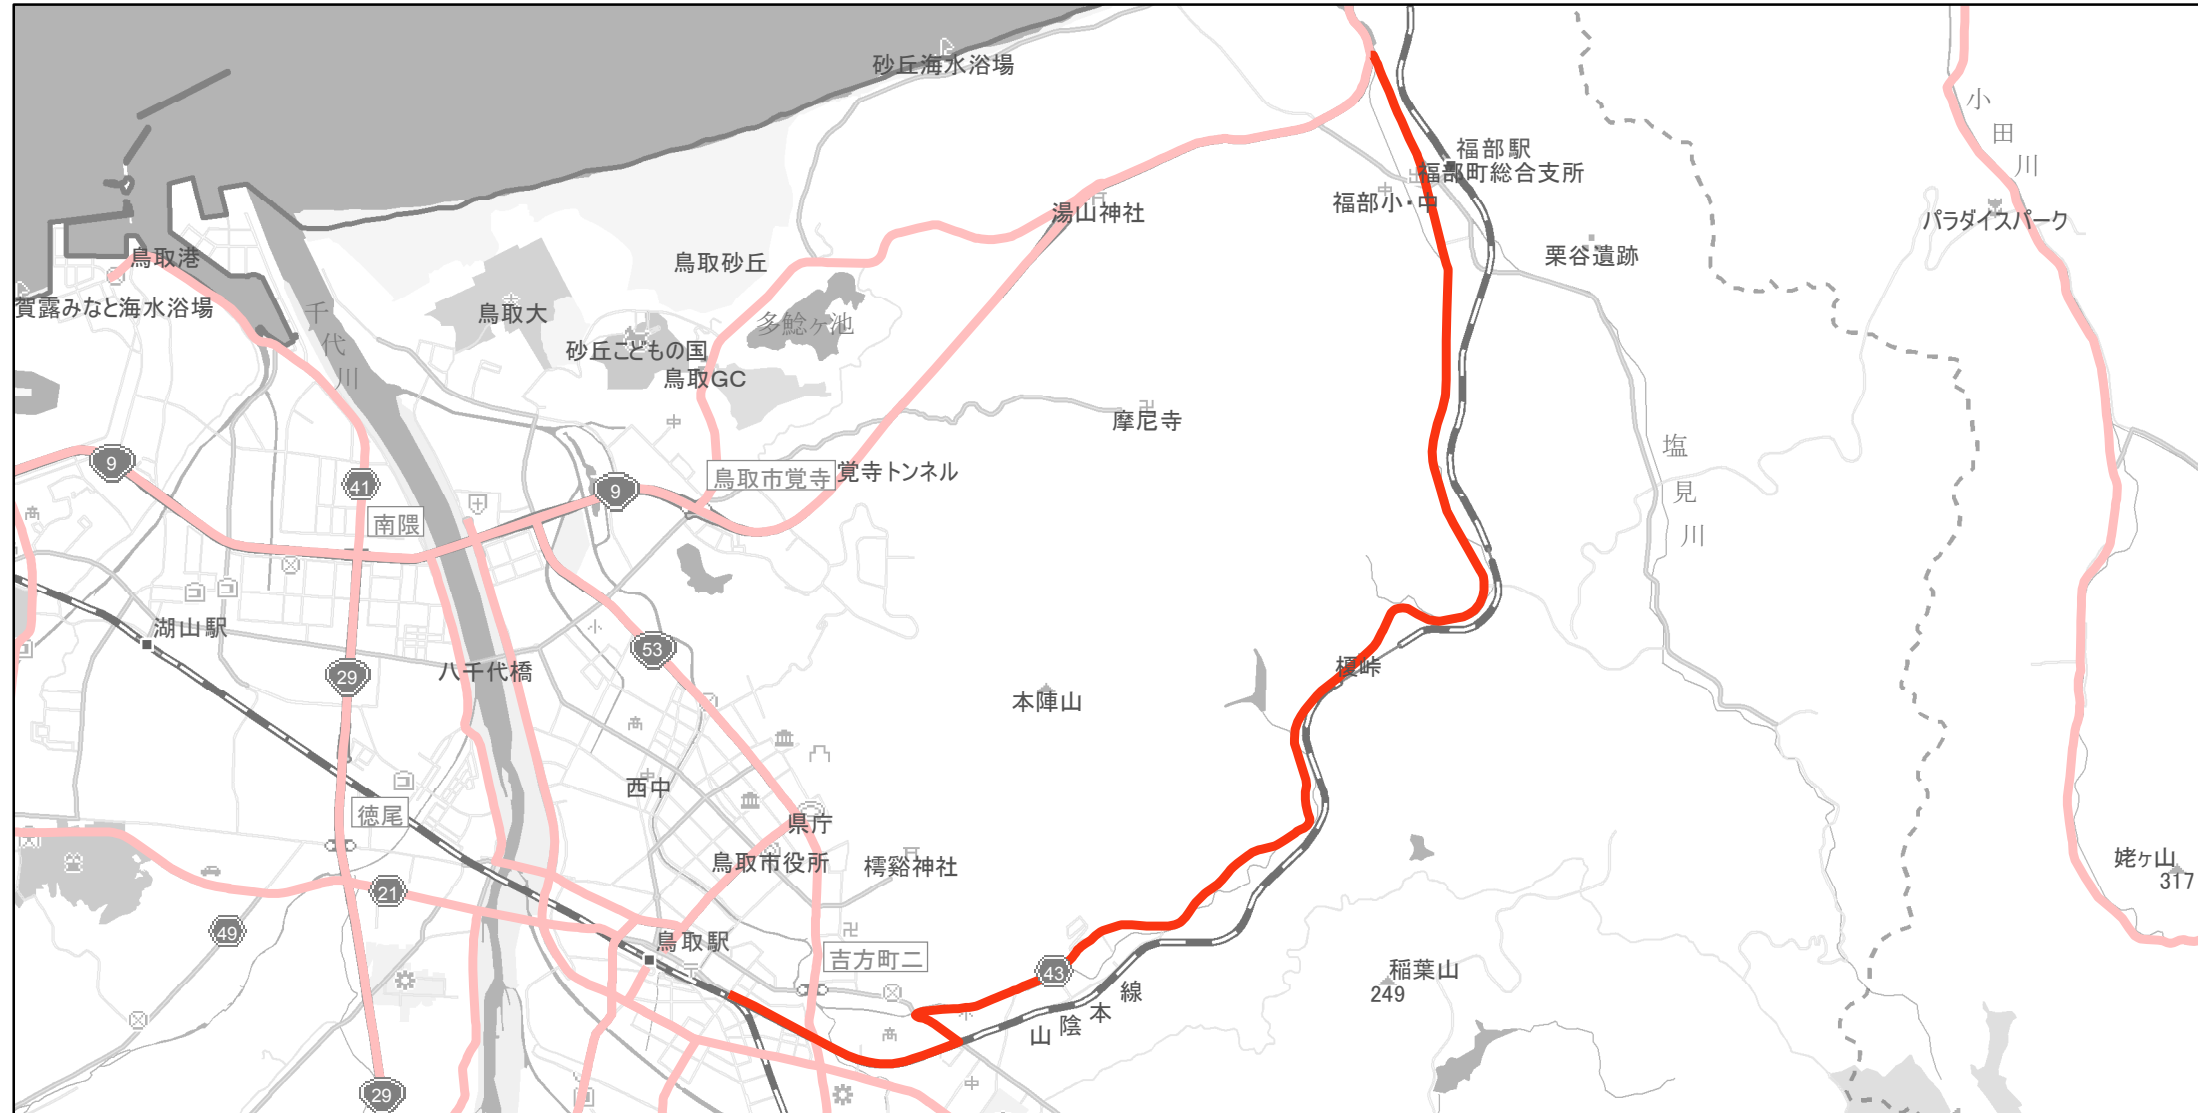 砂丘海水浴場
小田川
福部駅
福部町総合支所
福部小・中
湯山神社
パラダイスパーク
鳥取港
鳥取砂丘
栗谷遺跡
賀露みなと海水浴場
千代川
鳥取大
多鯰ヶ池
砂丘こどもの国
鳥取GC
摩尼寺
塩見川
9
41
9
鳥取市覚寺
覚寺トンネル
南隈
湖山駅
53
八千代橋
29
榎峠
本陣山
西中
徳尾
県庁
鳥取市役所
樗谿神社
姥ヶ山
317
21
49
鳥取駅
吉方町二
43
稲葉山
249
山陰本線
29